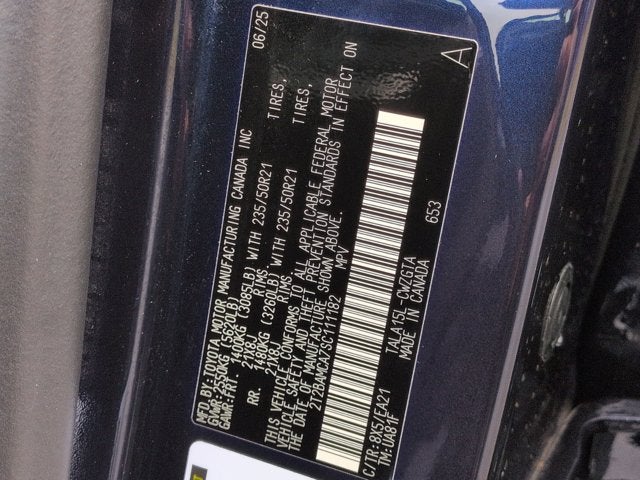 MFD.BY:TOYOTA MOTOR MANUFACTURING CANADA INC 06/25
GVWR:2550KG (5620LB)
GAWR:FRT 1400KG (3085LB) WITH 235/50R21 TIRES,
21X8J RIMS,
RR. 1480KG (3260LB) WITH 235/50R21 TIRES,
21X8J RIMS.
THIS VEHICLE CONFORMS TO ALL APPLICABLE FEDERAL MOTOR
VEHICLE SAFETY AND THEFT PREVENTION STANDARDS IN EFFECT ON
THE DATE OF MANUFACTURE SHOWN ABOVE.
2T2BAMCA7SC111182 MPV
C/TR:8X5/EA21 TALA15L-CWZGTA 653
TM:UA81F MADE IN CANADA A